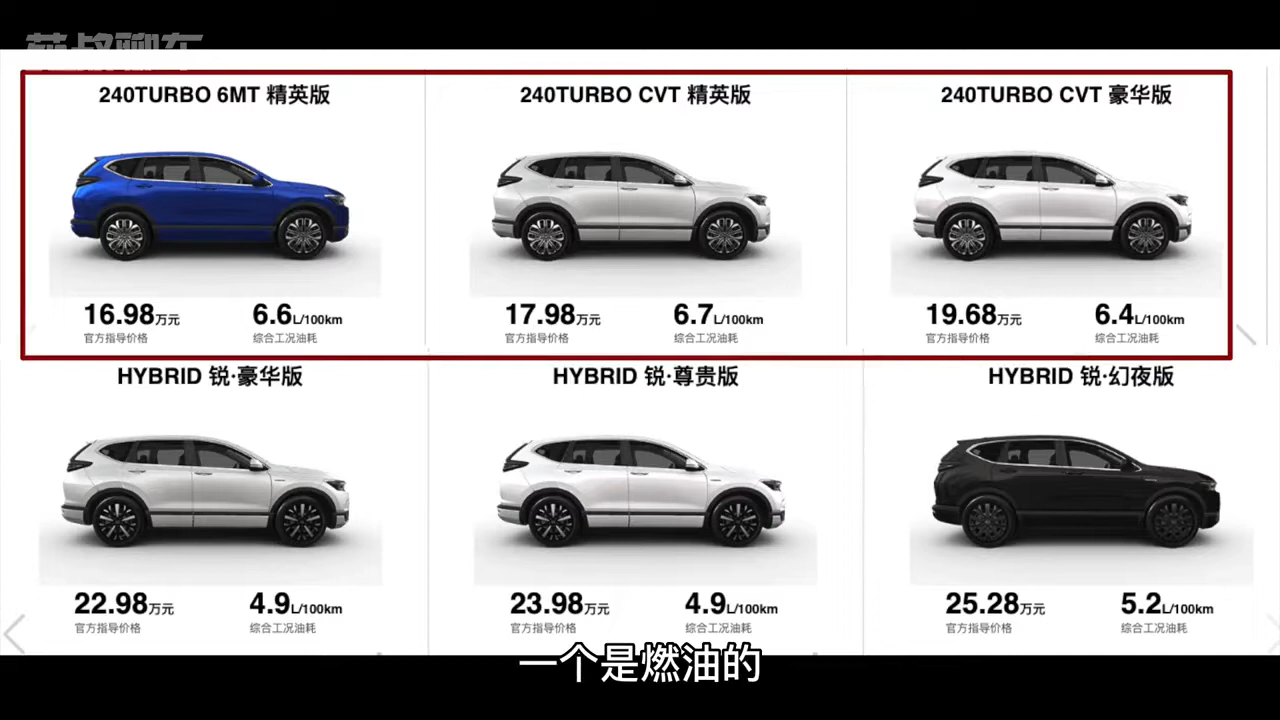 240TURBO 6MT 精英版
240TURBO CVT 精英版
240TURBO CVT 豪华版
16.98万元
6.6L/100km
17.98万元
6.7L/100km
19.68万元
6.4L/100km
官方指导价格
综合工况油耗
官方指导价格
综合工况油耗
官方指导价格
综合工况油耗
HYBRID 锐·豪华版
HYBRID 锐·尊贵版
HYBRID 锐·幻夜版
22.98万元
4.9L/100km
23.98万元
4.9L/100km
25.28万元
5.2L/100km
官方指导价格
综合工况油耗
官方指导价格
综合工况油耗
官方指导价格
综合工况油耗
一个是燃油的